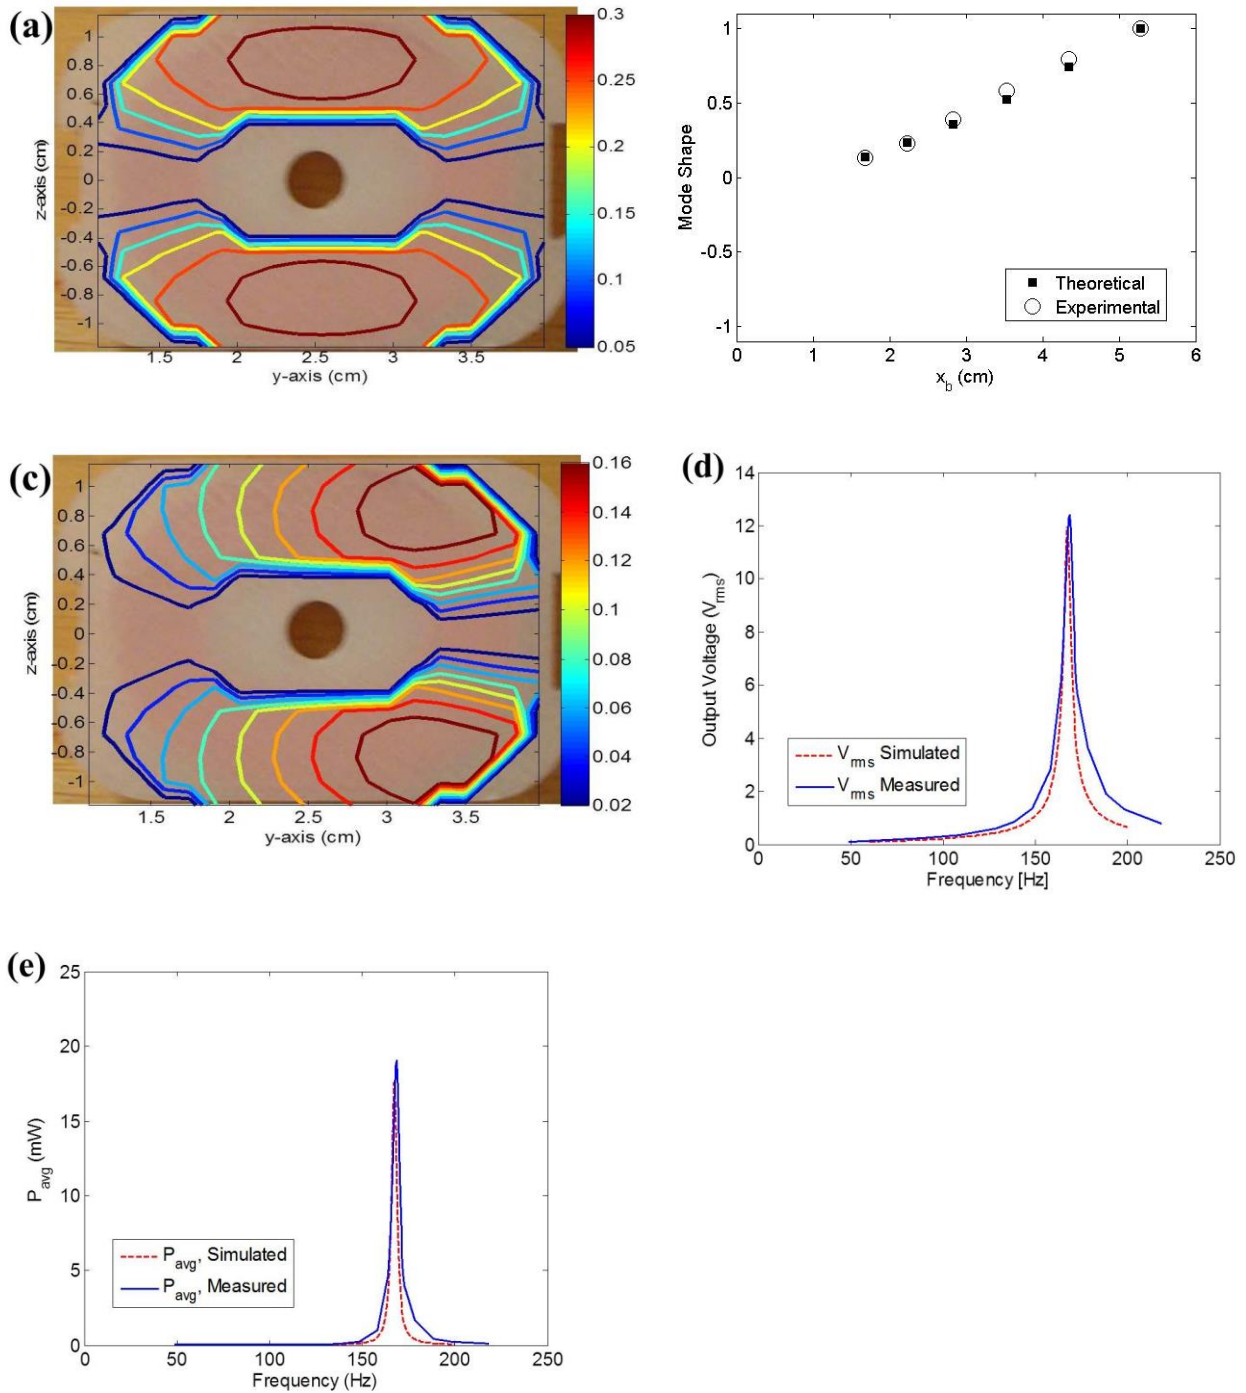 (a)
1
0.8
0.6
0.4
0.2
0
-0.2
-0.4
-0.6
-0.8
-1
z-axis (cm)
1.5 2 2.5 3 3.5
y-axis (cm)
0.3
0.25
0.2
0.15
0.1
0.05
1
0.5
0
-0.5
-1
Mode Shape
Theoretical
Experimental
0 1 2 3 4 5 6
x_b (cm)
(c)
1
0.8
0.6
0.4
0.2
0
-0.2
-0.4
-0.6
-0.8
-1
z-axis (cm)
1.5 2 2.5 3 3.5
y-axis (cm)
0.16
0.14
0.12
0.1
0.08
0.06
0.04
0.02
(d)
14
12
10
8
6
4
2
0
Output Voltage (V_rms)
V_rms Simulated
V_rms Measured
0 50 100 150 200 250
Frequency [Hz]
(e)
25
20
15
10
5
0
P_avg (mW)
P_avg, Simulated
P_avg, Measured
0 50 100 150 200 250
Frequency (Hz)